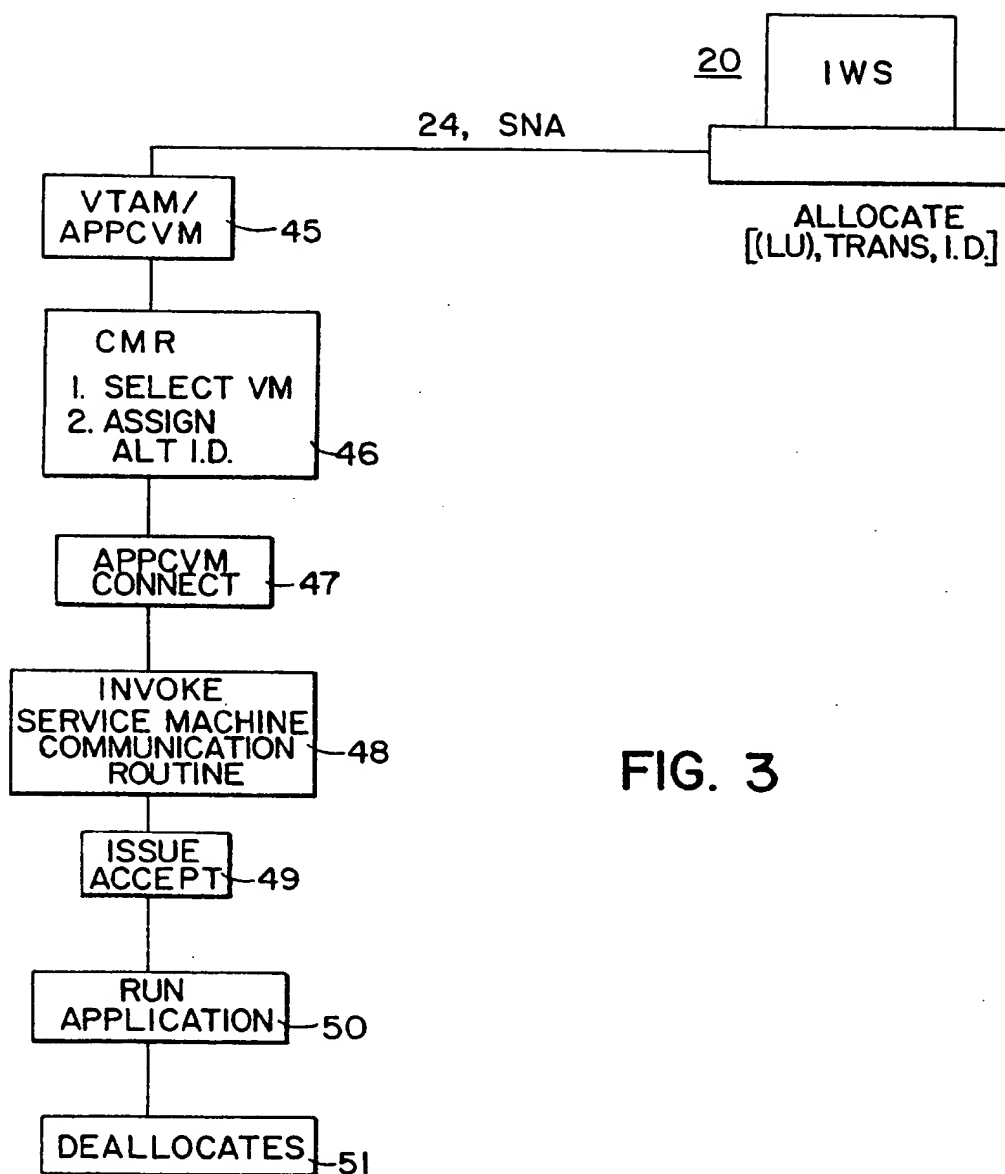 20
IWS
24, SNA
ALLOCATE
[(LU), TRANS, I.D.]
VTAM/
APPCVM
45
CMR
1. SELECT VM
2. ASSIGN
ALT I.D.
46
APPCVM
CONNECT
47
INVOKE
SERVICE MACHINE
COMMUNICATION
ROUTINE
48
ISSUE
ACCEPT
49
RUN
APPLICATION
50
DEALLOCATES
51
FIG. 3